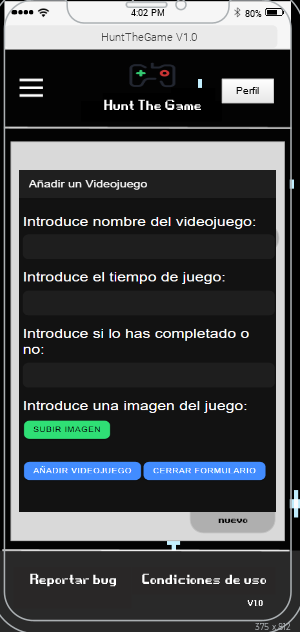 4:02 PM
80%
HuntTheGame V1.0
Hunt The Game
Perfil
Añadir un Videojuego
Introduce nombre del videojuego:
Introduce el tiempo de juego:
Introduce si lo has completado o
no:
Introduce una imagen del juego:
SUBIR IMAGEN
AÑADIR VIDEOJUEGO
CERRAR FORMULARIO
nuevo
Reportar bug
Condiciones de uso
V1.0
375 x 812